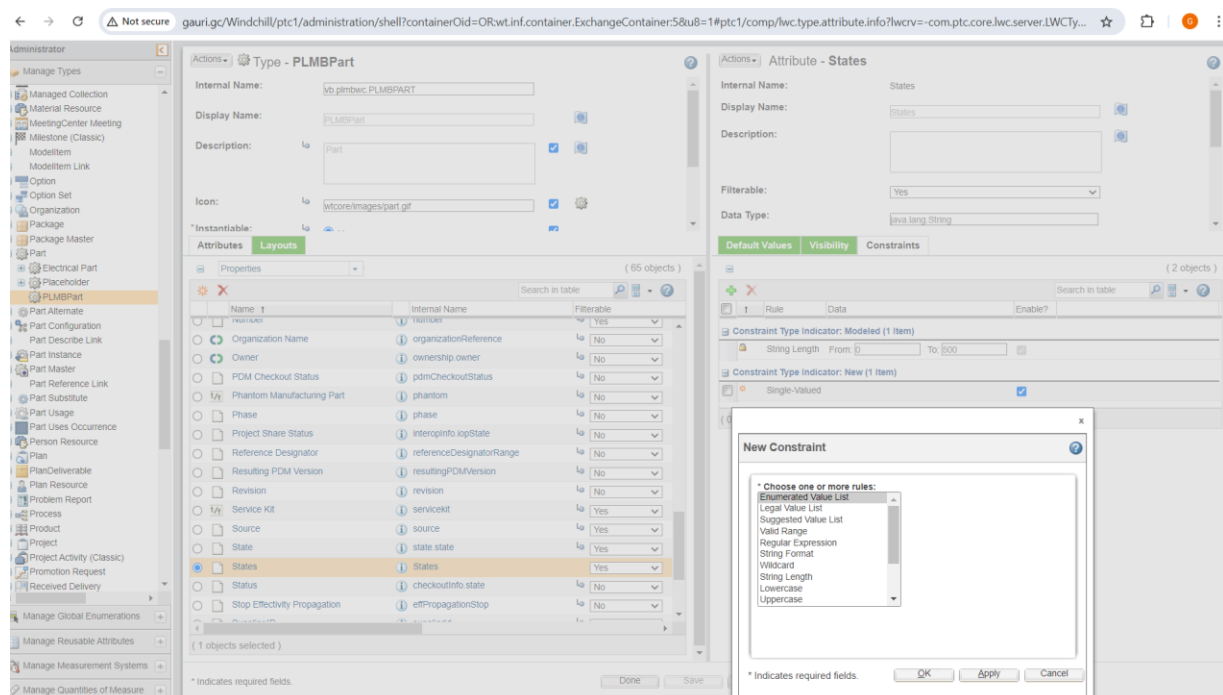 Not secure
gauri.gc/Windchill/ptc1/administration/shell?containerOid=OR:wt.inf.container.ExchangeContainer:5&u8=1#ptc1/comp/lwc.type.attribute.info?lwcrv=-com.ptc.core.lwc.server.LWCTy...
G
Administrator
Manage Types
Managed Collection
Material Resource
MeetingCenter Meeting
Milestone (Classic)
ModelItem
ModelItem Link
Option
Option Set
Organization
Package
Package Master
Part
Electrical Part
Placeholder
PLMBPart
Part Alternate
Part Configuration
Part Describe Link
Part Instance
Part Master
Part Reference Link
Part Substitute
Part Usage
Part Uses Occurrence
Person Resource
Plan
PlanDeliverable
Plan Resource
Problem Report
Process
Product
Project
Project Activity (Classic)
Promotion Request
Received Delivery
Manage Global Enumerations
Manage Reusable Attributes
Manage Measurement Systems
Manage Quantities of Measure
Actions Type - PLMBPart
Internal Name: vb.plmbwc.PLMBPART
Display Name: PLMBPart
Description: Part
Icon: wtcore/images/part.gif
*Instantiable:
Attributes Layouts
Properties (65 objects)
Search in table
Name Internal Name Filterable
Number number Yes
Organization Name organizationReference No
Owner ownership.owner No
PDM Checkout Status pdmCheckoutStatus No
Phantom Manufacturing Part phantom No
Phase phase No
Project Share Status interopInfo.iopState No
Reference Designator referenceDesignatorRange No
Resulting PDM Version resultingPDMVersion No
Revision revision No
Service Kit servicekit Yes
Source source Yes
State state.state Yes
States States Yes
Status checkoutInfo.state No
Stop Effectivity Propagation effPropagationStop No
(1 objects selected)
* Indicates required fields.
Done Save
Actions Attribute - States
Internal Name: States
Display Name: States
Description:
Filterable: Yes
Data Type: java.lang.String
Default Values Visibility Constraints
(2 objects)
Search in table
Rule Data Enable?
Constraint Type Indicator: Modeled (1 Item)
String Length From: 0 To: 600
Constraint Type Indicator: New (1 Item)
Single-Valued
x
New Constraint
* Choose one or more rules:
Enumerated Value List
Legal Value List
Suggested Value List
Valid Range
Regular Expression
String Format
Wildcard
String Length
Lowercase
Uppercase
* Indicates required fields.
OK Apply Cancel